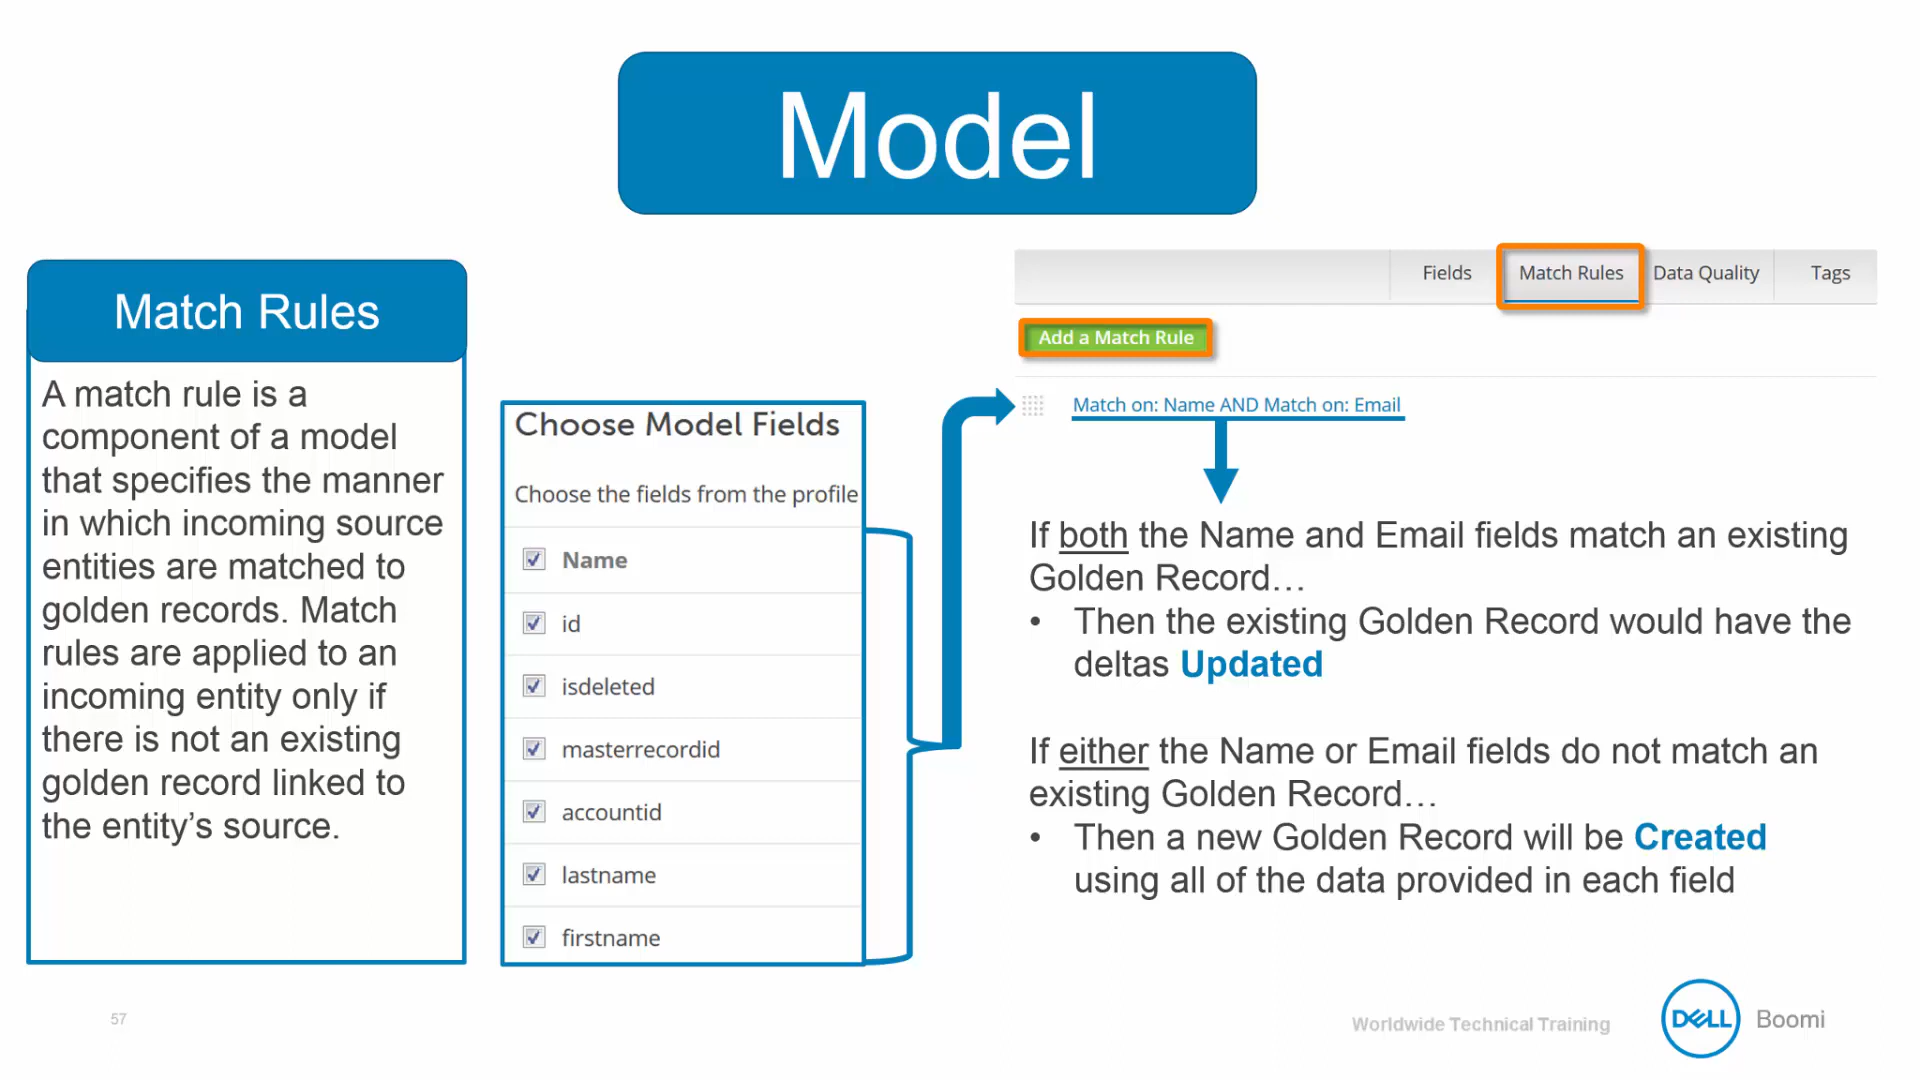 Model
Match Rules
A match rule is a
component of a model
that specifies the manner
in which incoming source
entities are matched to
golden records. Match
rules are applied to an
incoming entity only if
there is not an existing
golden record linked to
the entity’s source.
Choose Model Fields
Choose the fields from the profile
Name
id
isdeleted
masterrecordid
accountid
lastname
firstname
Fields Match Rules Data Quality Tags
Add a Match Rule
Match on: Name AND Match on: Email
If both the Name and Email fields match an existing
Golden Record…
• Then the existing Golden Record would have the
deltas Updated
If either the Name or Email fields do not match an
existing Golden Record…
• Then a new Golden Record will be Created
using all of the data provided in each field
57
Worldwide Technical Training
DELL Boomi